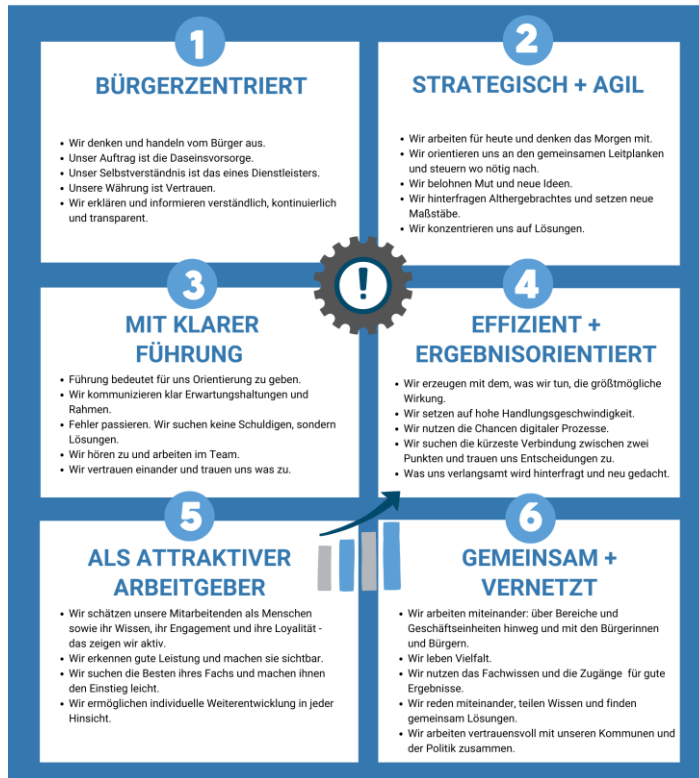 1
BÜRGERZENTRIERT
• Wir denken und handeln vom Bürger aus.
• Unser Auftrag ist die Daseinsvorsorge.
• Unser Selbstverständnis ist das eines Dienstleisters.
• Unsere Währung ist Vertrauen.
• Wir erklären und informieren verständlich, kontinuierlich
und transparent.
2
STRATEGISCH + AGIL
• Wir arbeiten für heute und denken das Morgen mit.
• Wir orientieren uns an den gemeinsamen Leitplanken
und steuern wo nötig nach.
• Wir belohnen Mut und neue Ideen.
• Wir hinterfragen Althergebrachtes und setzen neue
Maßstäbe.
• Wir konzentrieren uns auf Lösungen.
!
3
MIT KLARER
FÜHRUNG
• Führung bedeutet für uns Orientierung zu geben.
• Wir kommunizieren klar Erwartungshaltungen und
Rahmen.
• Fehler passieren. Wir suchen keine Schuldigen, sondern
Lösungen.
• Wir hören zu und arbeiten im Team.
• Wir vertrauen einander und trauen uns was zu.
4
EFFIZIENT +
ERGEBNISORIENTIERT
• Wir erzeugen mit dem, was wir tun, die größtmögliche
Wirkung.
• Wir setzen auf hohe Handlungsgeschwindigkeit.
• Wir nutzen die Chancen digitaler Prozesse.
• Wir suchen die kürzeste Verbindung zwischen zwei
Punkten und trauen uns Entscheidungen zu.
• Was uns verlangsamt wird hinterfragt und neu gedacht.
5
ALS ATTRAKTIVER
ARBEITGEBER
• Wir schätzen unsere Mitarbeitenden als Menschen
sowie ihr Wissen, ihr Engagement und ihre Loyalität -
das zeigen wir aktiv.
• Wir erkennen gute Leistung und machen sie sichtbar.
• Wir suchen die Besten ihres Fachs und machen ihnen
den Einstieg leicht.
• Wir ermöglichen individuelle Weiterentwicklung in jeder
Hinsicht.
6
GEMEINSAM +
VERNETZT
• Wir arbeiten miteinander: über Bereiche und
Geschäftseinheiten hinweg und mit den Bürgerinnen
und Bürgern.
• Wir leben Vielfalt.
• Wir nutzen das Fachwissen und die Zugänge für gute
Ergebnisse.
• Wir reden miteinander, teilen Wissen und finden
gemeinsam Lösungen.
• Wir arbeiten vertrauensvoll mit unseren Kommunen und
der Politik zusammen.